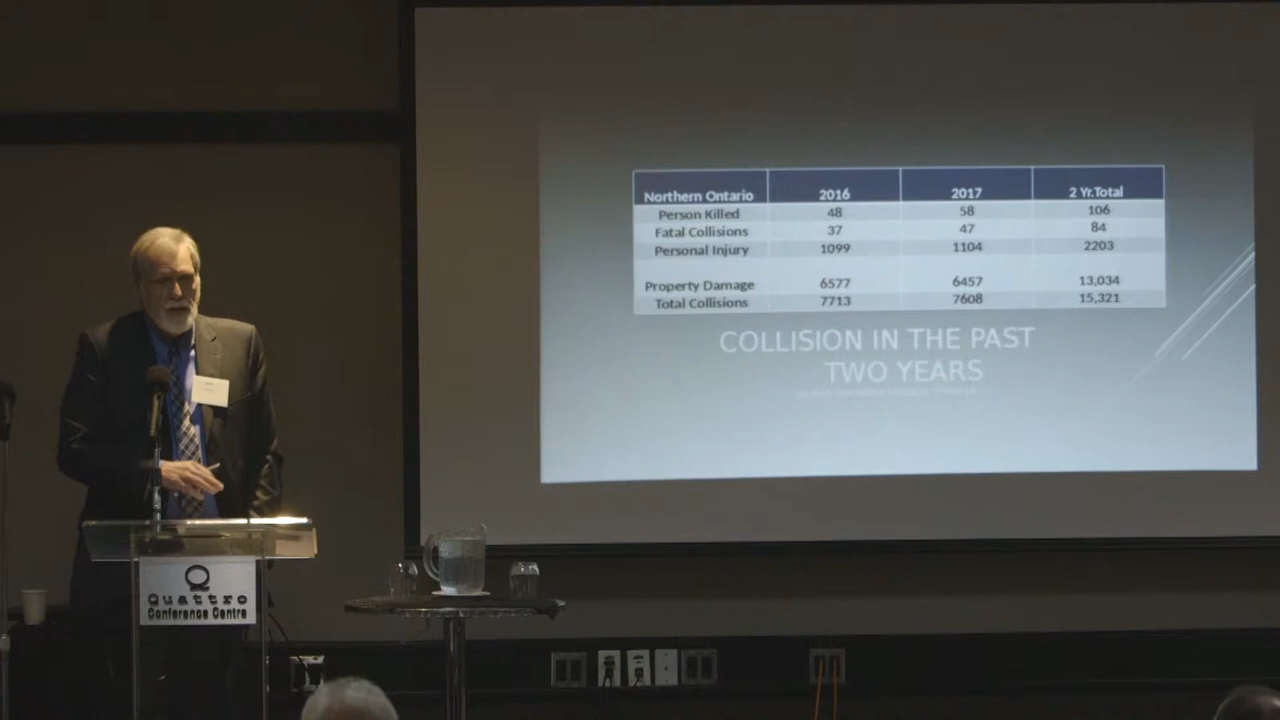 Northern Ontario 2016 2017 2 Yr.Total
Person Killed 48 58 106
Fatal Collisions 37 47 84
Personal Injury 1099 1104 2203
Property Damage 6577 6457 13,034
Total Collisions 7713 7608 15,321
COLLISION IN THE PAST
TWO YEARS
Quattro
Conference Centre